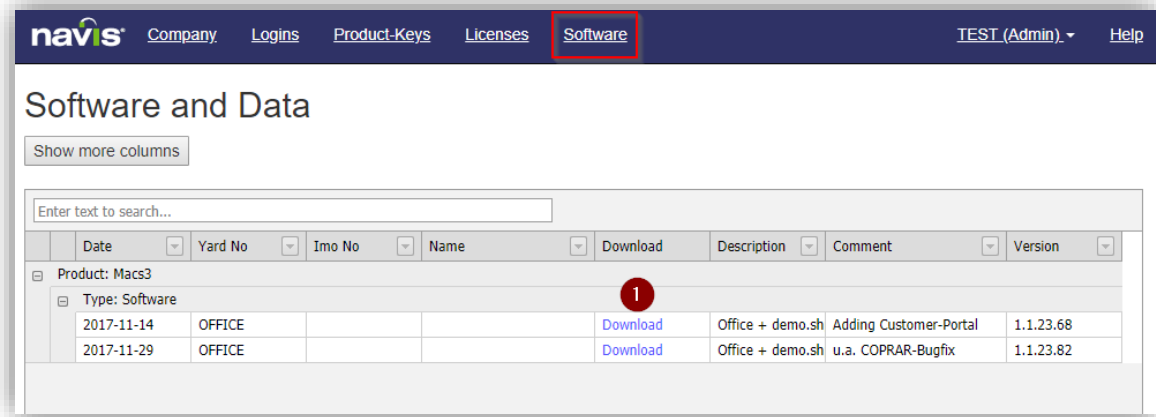 navis Company Logins Product-Keys Licenses Software TEST (Admin) Help
Software and Data
Show more columns
Enter text to search...
Date Yard No Imo No Name Download Description Comment Version
Product: Macs3
Type: Software
1
2017-11-14 OFFICE Download Office + demo.sh Adding Customer-Portal 1.1.23.68
2017-11-29 OFFICE Download Office + demo.sh u.a. COPRAR-Bugfix 1.1.23.82